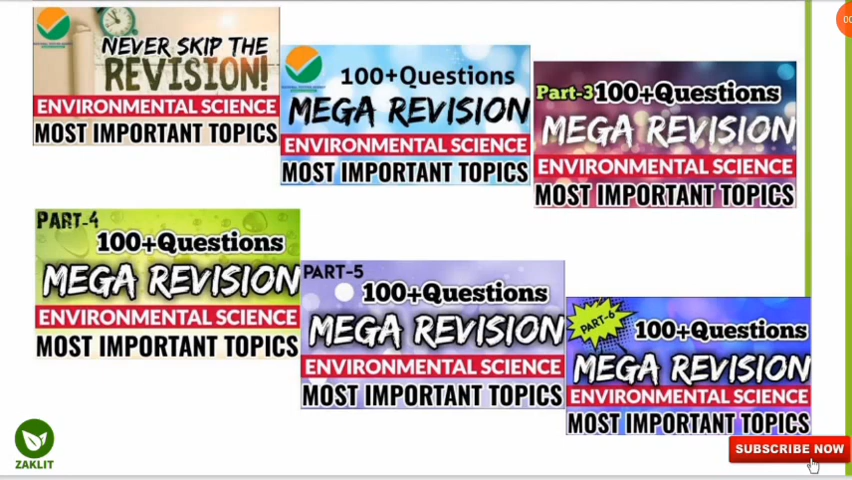 NEVER SKIP THE
REVISION!
ENVIRONMENTAL SCIENCE
MOST IMPORTANT TOPICS
100+Questions
MEGA REVISION
ENVIRONMENTAL SCIENCE
MOST IMPORTANT TOPICS
Part-3 100+Questions
MEGA REVISION
ENVIRONMENTAL SCIENCE
MOST IMPORTANT TOPICS
PART-4
100+Questions
MEGA REVISION
ENVIRONMENTAL SCIENCE
MOST IMPORTANT TOPICS
PART-5
100+Questions
MEGA REVISION
ENVIRONMENTAL SCIENCE
MOST IMPORTANT TOPICS
PART-6
100+Questions
MEGA REVISION
ENVIRONMENTAL SCIENCE
MOST IMPORTANT TOPICS
ZAKLIT
SUBSCRIBE NOW